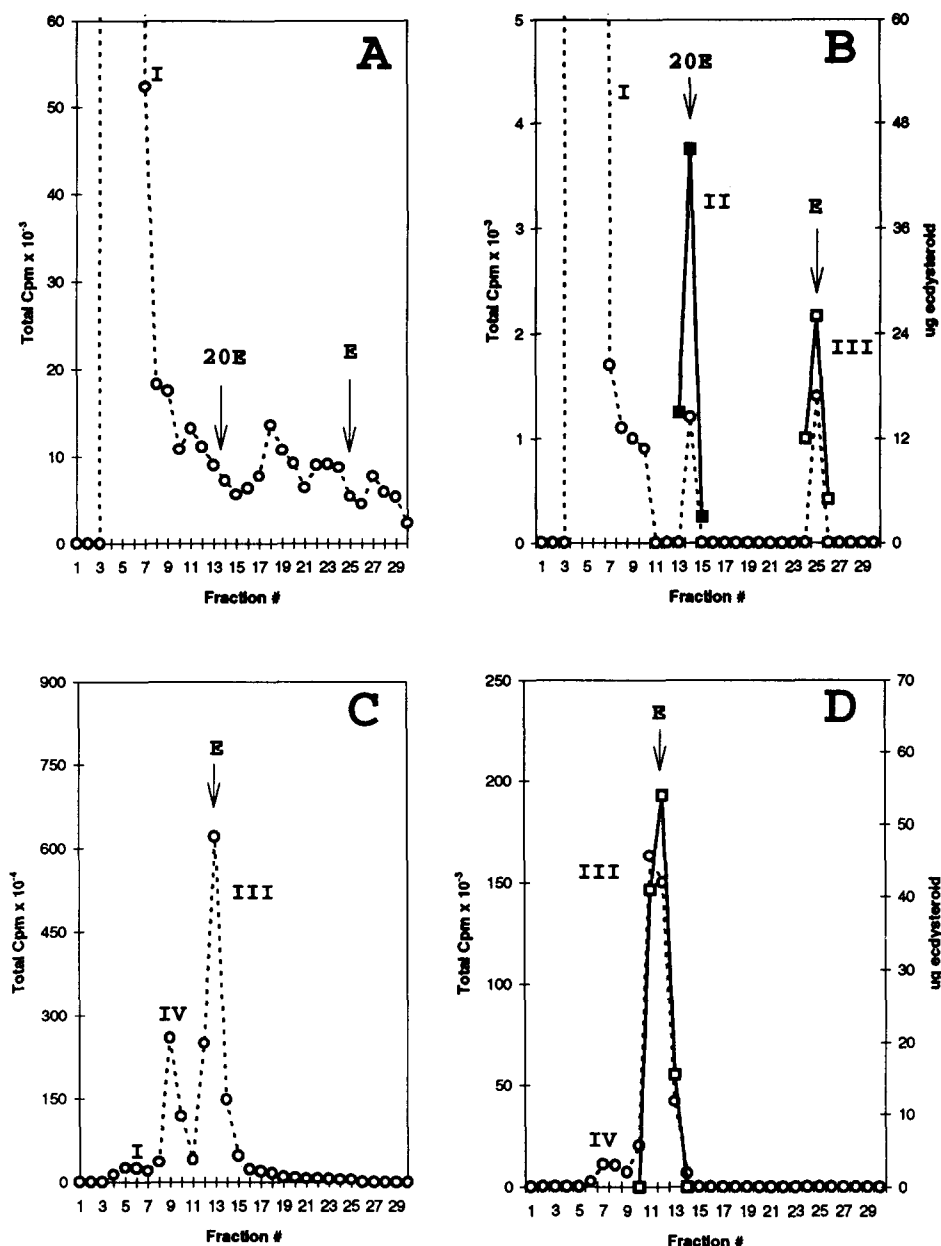 A
60
50
40
30
20
10
0
Total Cpm x 10-3
I
20E
E
1 3 5 7 9 11 13 15 17 19 21 23 25 27 29
Fraction #
B
5
4
3
2
1
0
Total Cpm x 10-3
60
48
36
24
12
0
ug ecdysteroid
I
20E
II
E
III
1 3 5 7 9 11 13 15 17 19 21 23 25 27 29
Fraction #
C
900
750
600
450
300
150
0
Total Cpm x 10-4
E
III
IV
I
1 3 5 7 9 11 13 15 17 19 21 23 25 27 29
Fraction #
D
250
200
150
100
50
0
Total Cpm x 10-3
70
60
50
40
30
20
10
0
ug ecdysteroid
E
III
IV
1 3 5 7 9 11 13 15 17 19 21 23 25 27 29
Fraction #